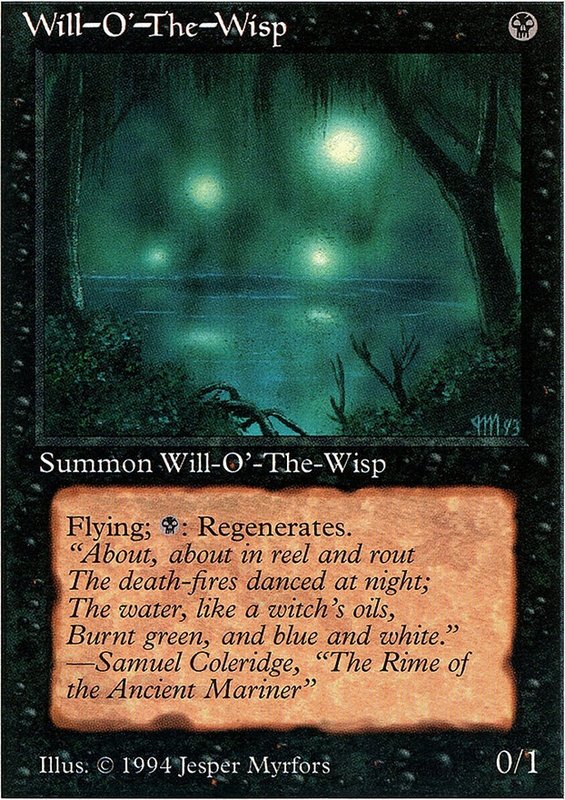 Will-O'-The-Wisp
JM 93
Summon Will-O'-The-Wisp
Flying; : Regenerates.
"About, about in reel and rout
The death-fires danced at night;
The water, like a witch's oils,
Burnt green, and blue and white."
—Samuel Coleridge, "The Rime of
the Ancient Mariner"
Illus. © 1994 Jesper Myrfors
0/1